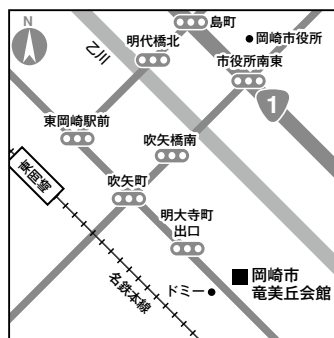 N
島町
岡崎市役所
明代橋北
乙川
市役所南東
1
東岡崎駅前
吹矢橋南
東岡崎
吹矢町
明大寺町
出口
名鉄本線
ドミー
岡崎市
竜美丘会館